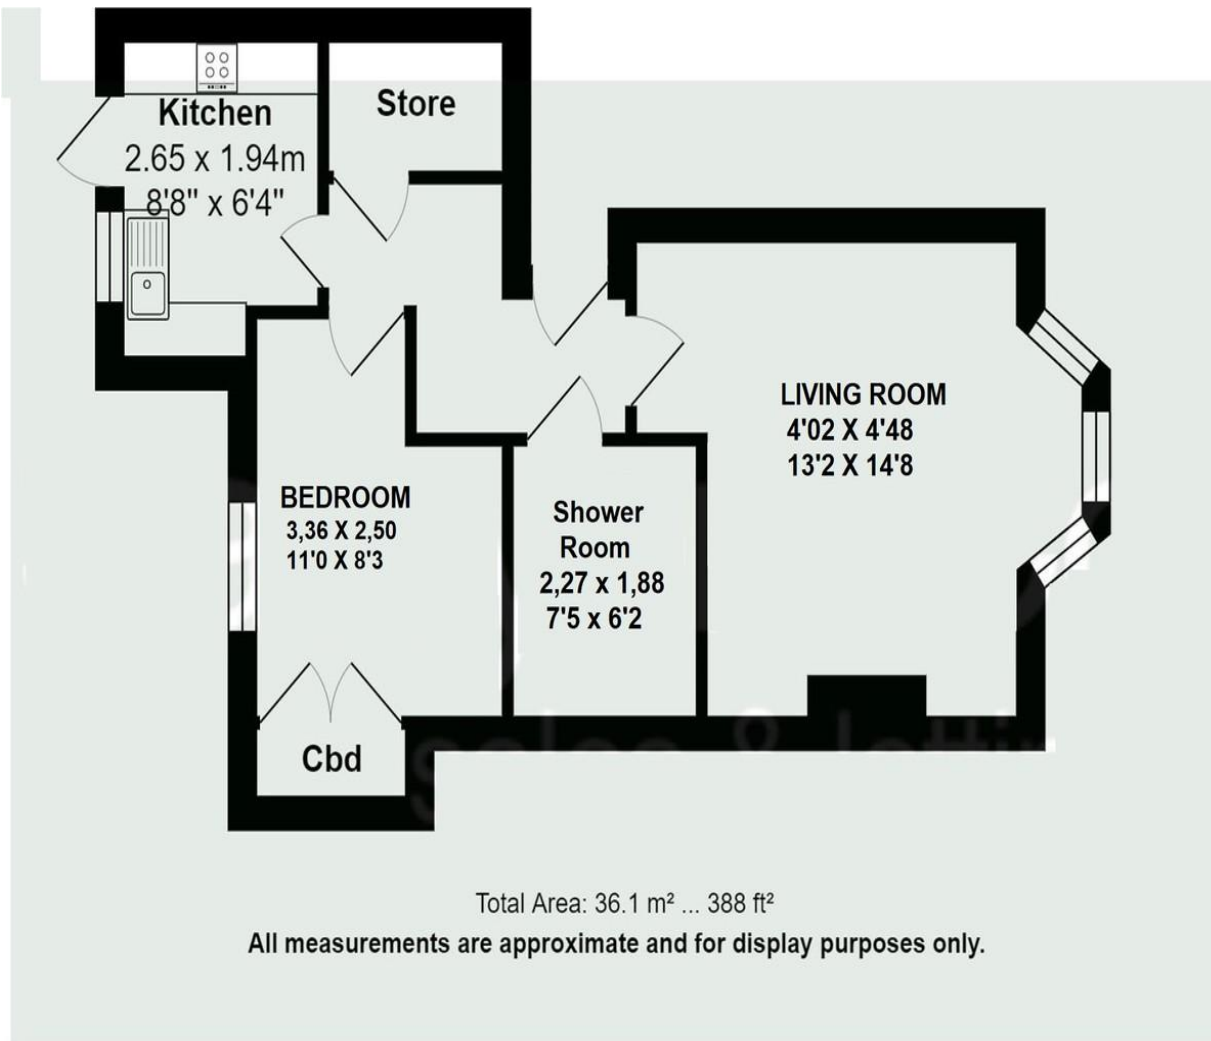 Kitchen
2.65 x 1.94m
8'8" x 6'4"
Store
LIVING ROOM
4'02 X 4'48
13'2 X 14'8
BEDROOM
3,36 X 2,50
11'0 X 8'3
Shower
Room
2,27 x 1,88
7'5 x 6'2
Cbd
Total Area: 36.1 m² ... 388 ft²
All measurements are approximate and for display purposes only.